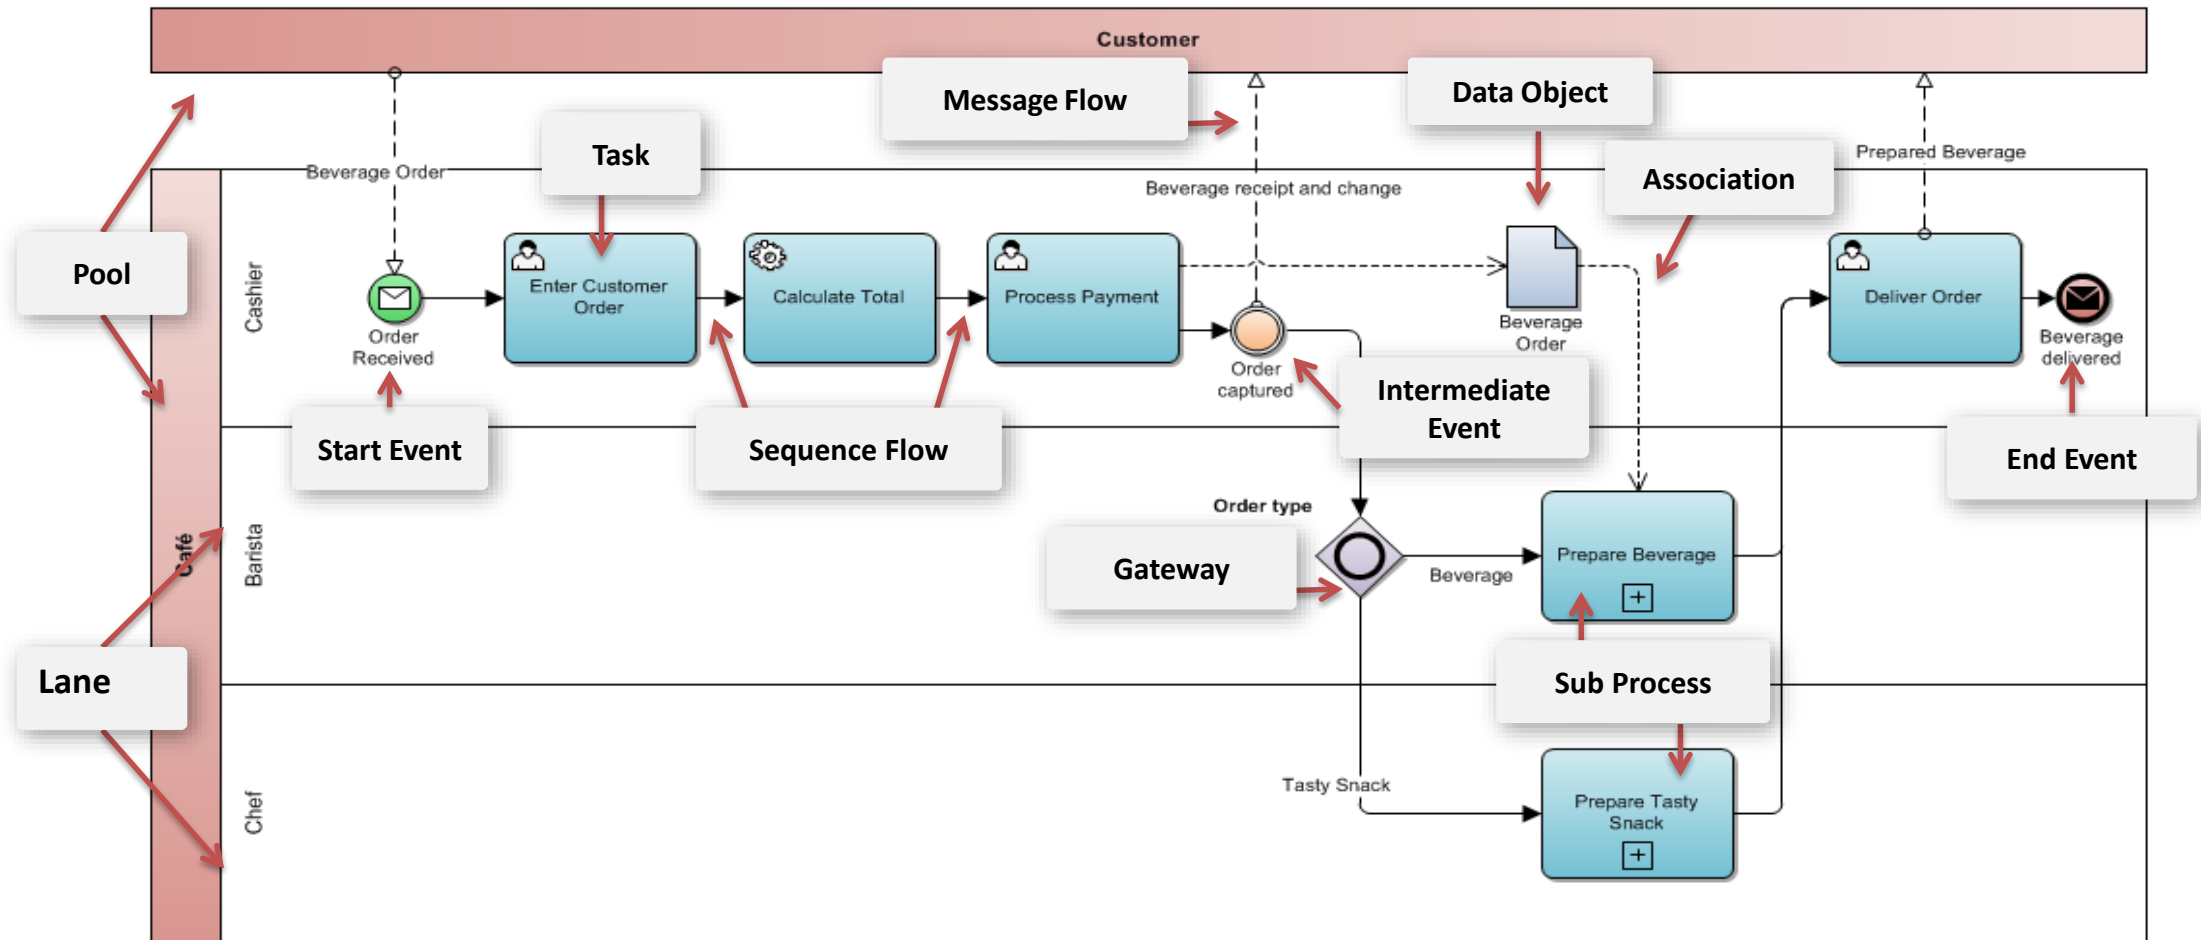 Customer
Message Flow
Data Object
Task
Association
Beverage Order
Beverage receipt and change
Prepared Beverage
Pool
Cashier
Enter Customer
Order
Calculate Total
Process Payment
Deliver Order
Order
Received
Beverage
Order
Beverage
delivered
Order
captured
Intermediate
Event
Start Event
Sequence Flow
End Event
Order type
Café
Barista
Gateway
Beverage
Prepare Beverage
Lane
Sub Process
Chef
Tasty Snack
Prepare Tasty
Snack